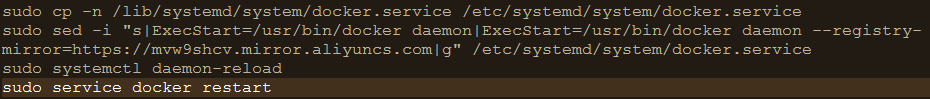 sudo cp -n /lib/systemd/system/docker.service /etc/systemd/system/docker.service
sudo sed -i "s|ExecStart=/usr/bin/docker daemon|ExecStart=/usr/bin/docker daemon --registry-
mirror=https://mvw9shcv.mirror.aliyuncs.com|g" /etc/systemd/system/docker.service
sudo systemctl daemon-reload
sudo service docker restart